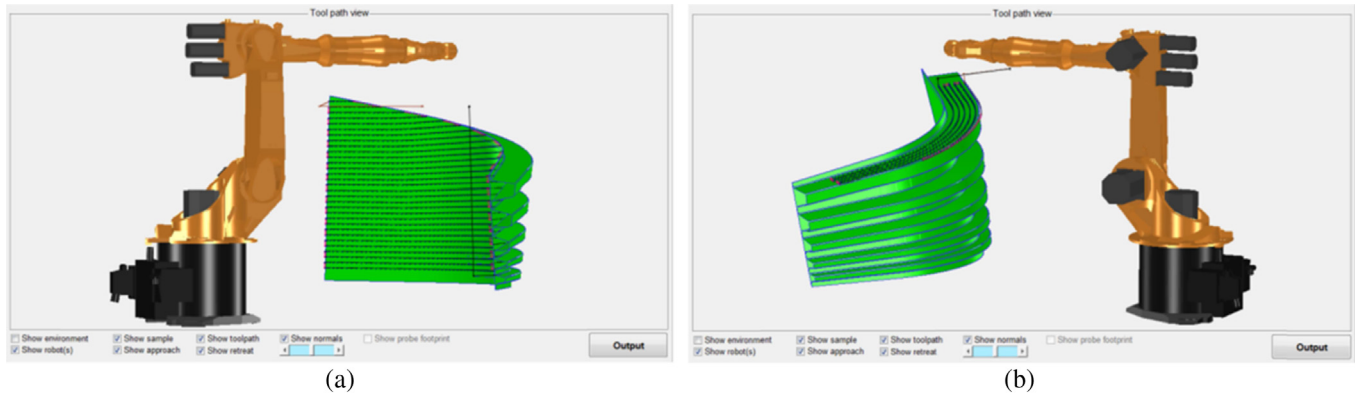 Tool path view
Show environment
Show sample
Show toolpath
Show normals
Show probe footprint
Show robot(s)
Show approach
Show retreat
Output
(a)
Tool path view
Show environment
Show sample
Show toolpath
Show normals
Show probe footprint
Show robot(s)
Show approach
Show retreat
Output
(b)